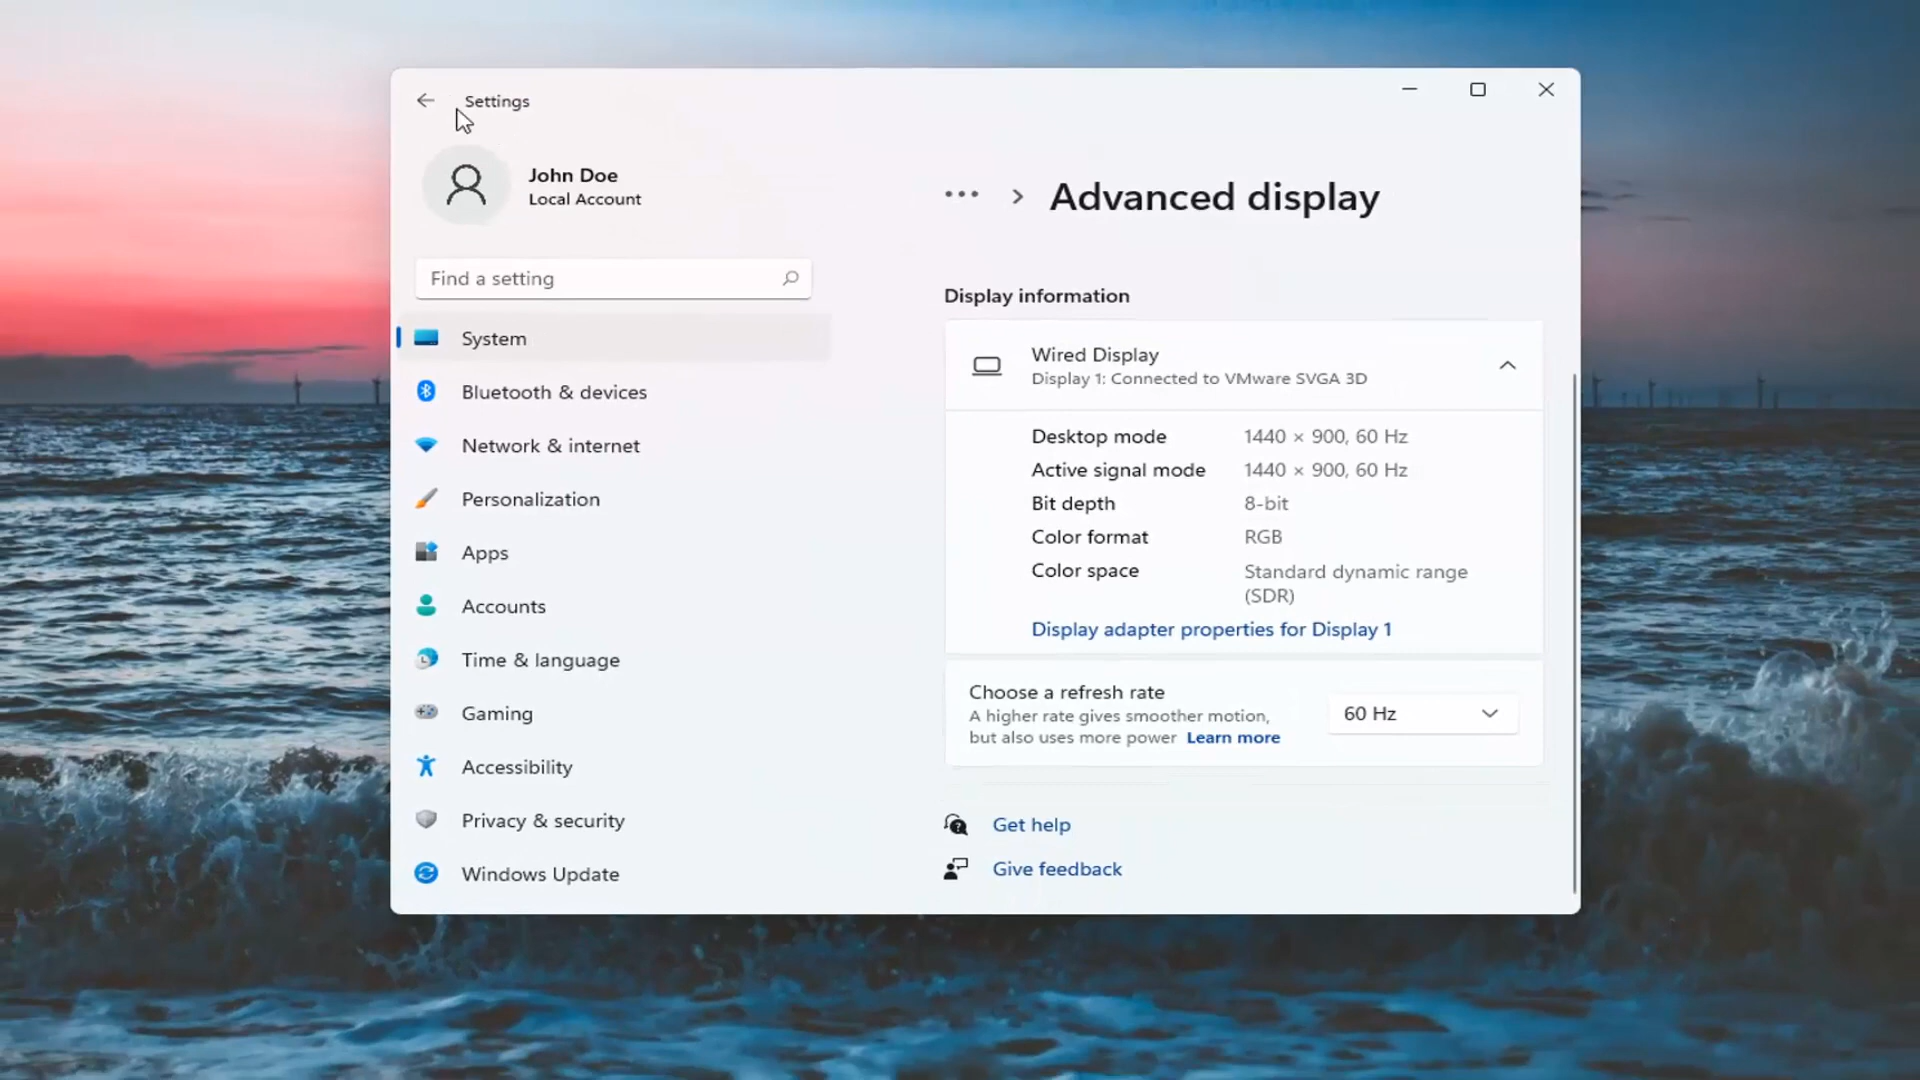 Settings
John Doe
Local Account
Find a setting
System
Bluetooth & devices
Network & internet
Personalization
Apps
Accounts
Time & language
Gaming
Accessibility
Privacy & security
Windows Update
··· > Advanced display
Display information
Wired Display
Display 1: Connected to VMware SVGA 3D
Desktop mode 1440 × 900, 60 Hz
Active signal mode 1440 × 900, 60 Hz
Bit depth 8-bit
Color format RGB
Color space Standard dynamic range
(SDR)
Display adapter properties for Display 1
Choose a refresh rate
A higher rate gives smoother motion,
but also uses more power Learn more
60 Hz
Get help
Give feedback